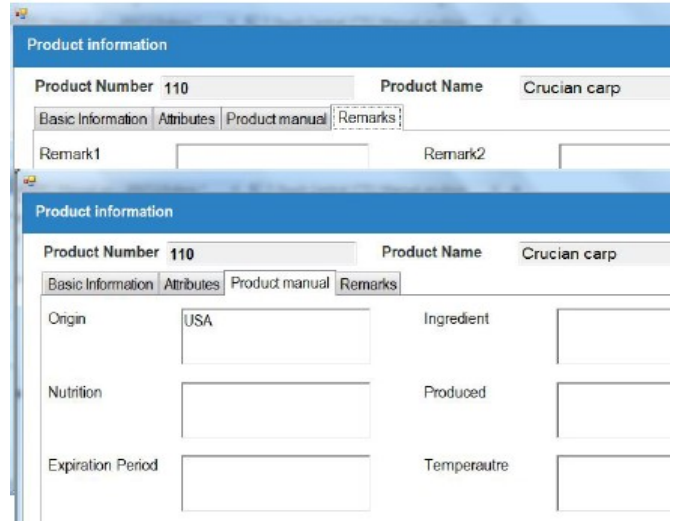 Product information
Product Number 110 Product Name Crucian carp
Basic Information Attributes Product manual Remarks
Remark1 Remark2
Product information
Product Number 110 Product Name Crucian carp
Basic Information Attributes Product manual Remarks
Origin USA Ingredient
Nutrition Produced
Expiration Period Temperautre